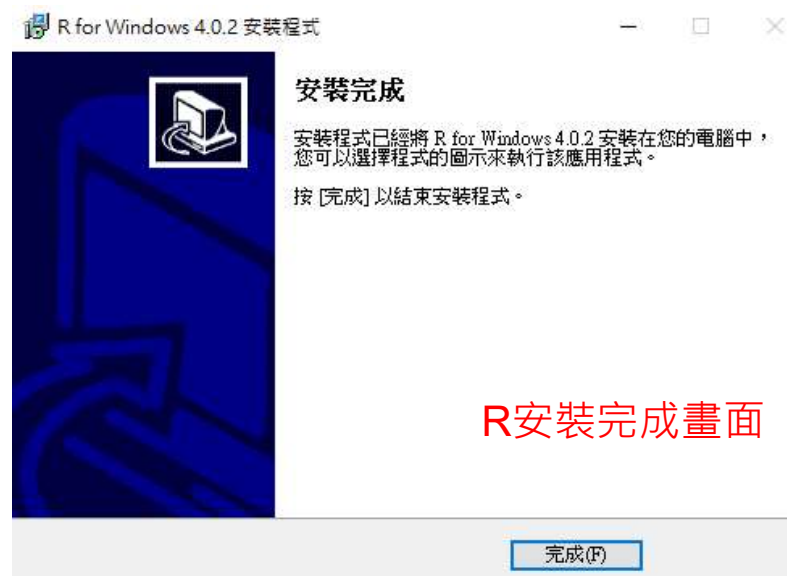 R for Windows 4.0.2 安裝程式
安裝完成
安裝程式已經將 R for Windows 4.0.2 安裝在您的電腦中，
您可以選擇程式的圖示來執行該應用程式。
按 [完成] 以結束安裝程式。
R安裝完成畫面
完成(F)